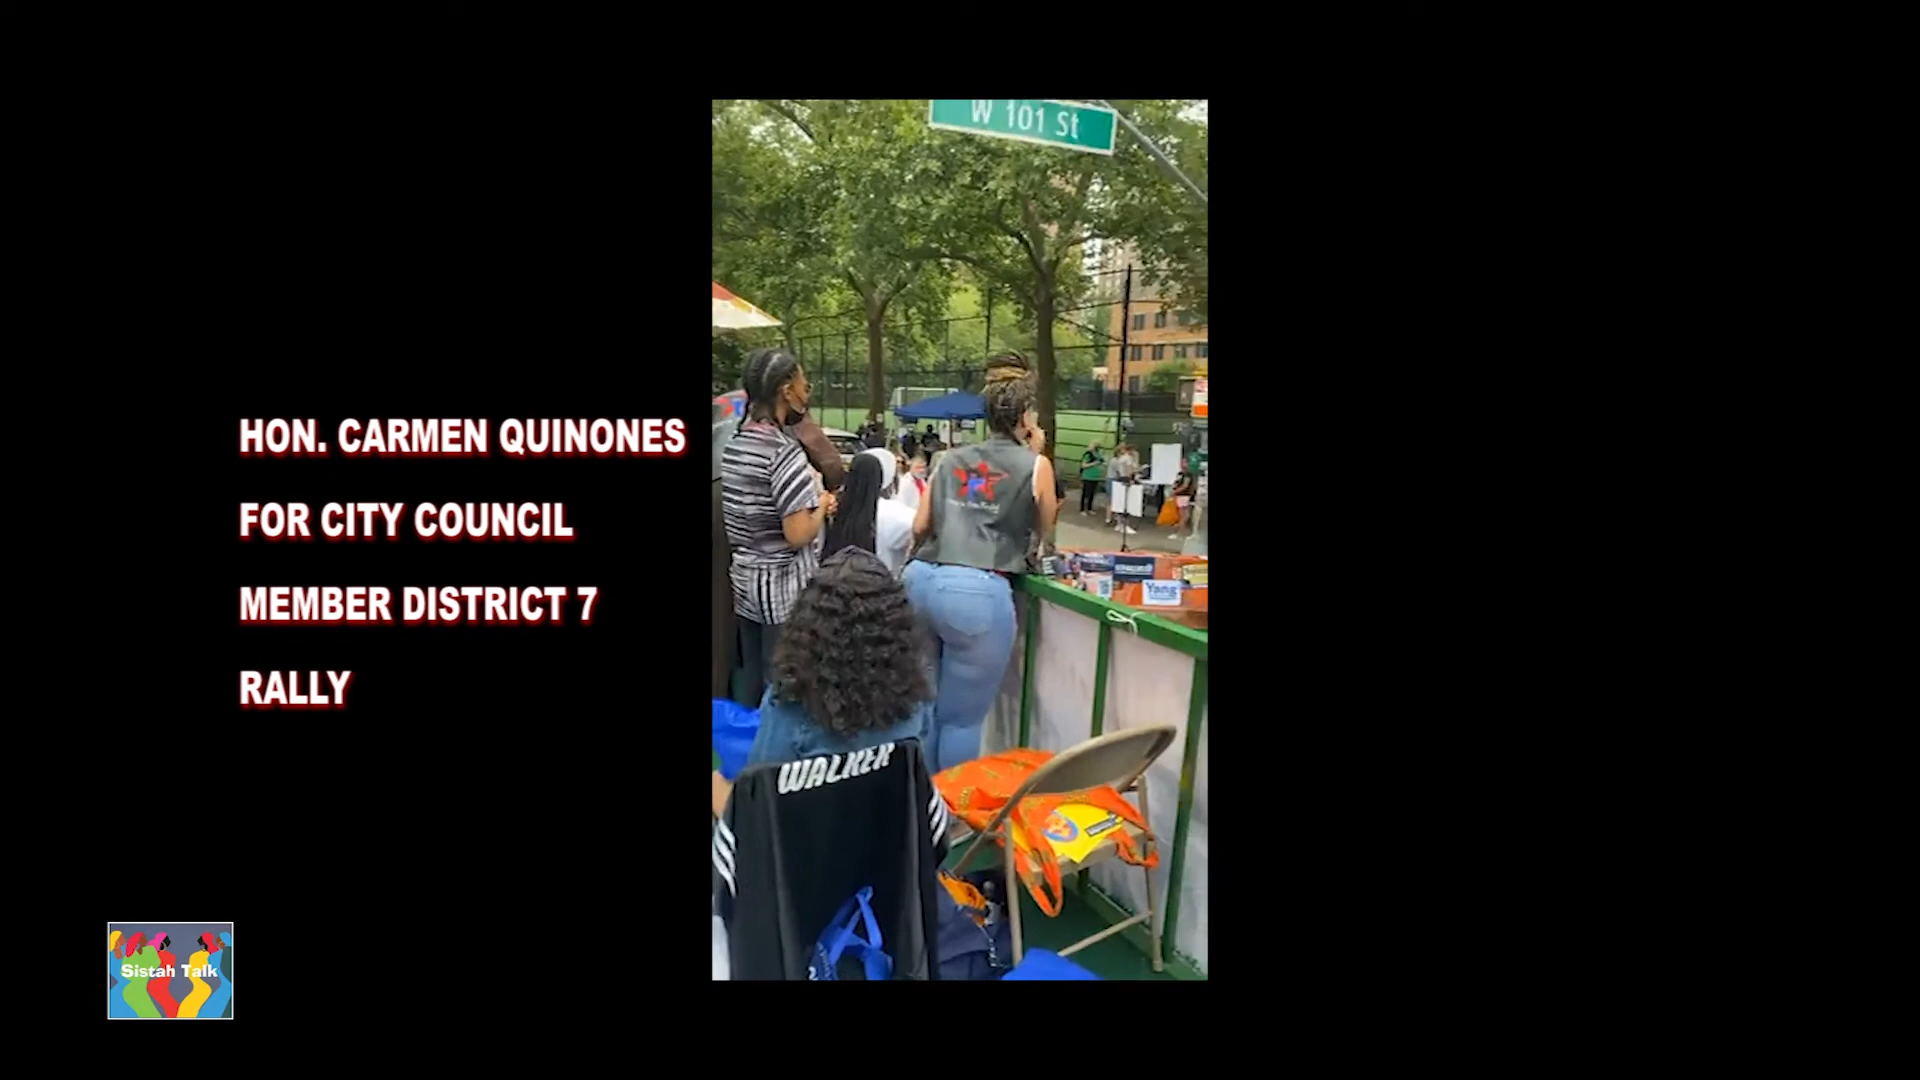 W 101 St
HON. CARMEN QUINONES
FOR CITY COUNCIL
MEMBER DISTRICT 7
RALLY
Yang
WALKER
Sistah Talk